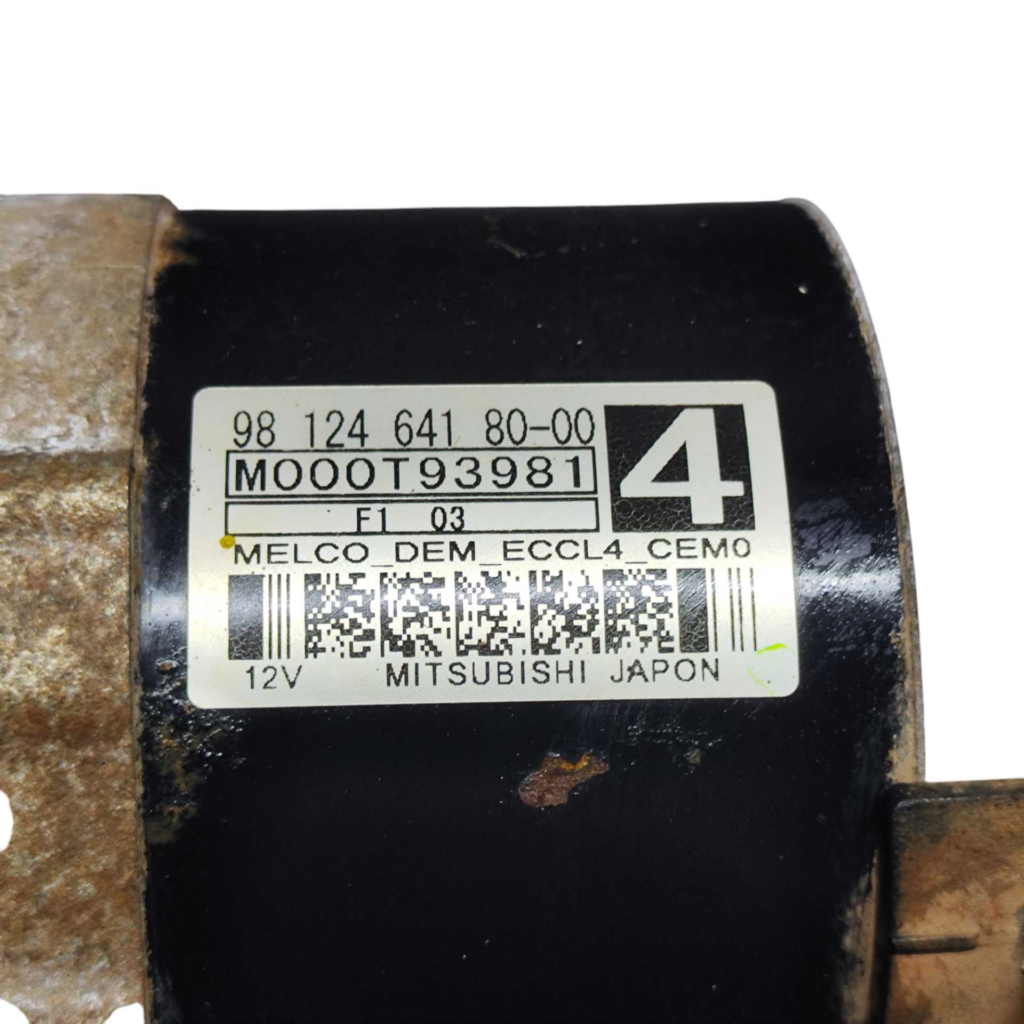 98 124 641 80-00
4
M000T93981
F1 03
MELCO_DEM_ECCL4_CEM0
12V MITSUBISHI JAPON